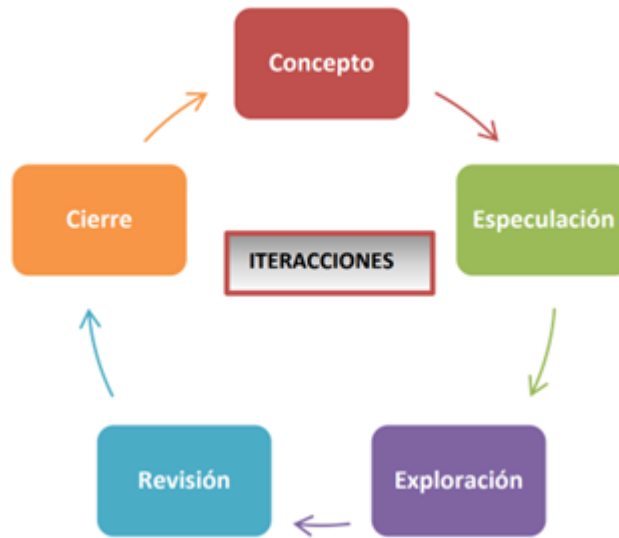 Concepto
Especulación
Exploración
Revisión
Cierre
ITERACCIONES